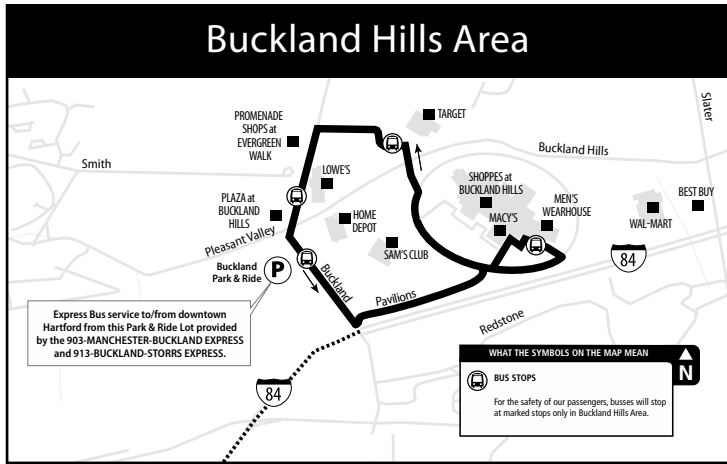 Buckland Hills Area
PROMENADE
SHOPS at
EVERGREEN
WALK
TARGET
Slater
Smith
Buckland Hills
LOWE'S
SHOPPES at
BUCKLAND HILLS
MEN'S
WEARHOUSE
BEST BUY
PLAZA at
BUCKLAND
HILLS
HOME
DEPOT
MACY'S
WAL-MART
Pleasant Valley
SAM'S CLUB
84
Buckland
Park & Ride
P
Buckland
Pavilions
Redstone
Express Bus service to/from downtown
Hartford from this Park & Ride Lot provided
by the 903-MANCHESTER-BUCKLAND EXPRESS
and 913-BUCKLAND-STORRS EXPRESS.
84
WHAT THE SYMBOLS ON THE MAP MEAN
N
BUS STOPS
For the safety of our passengers, busses will stop
at marked stops only in Buckland Hills Area.